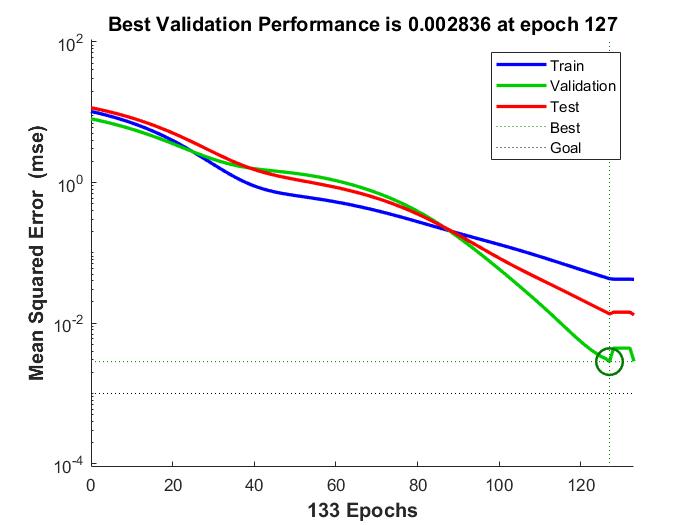 Best Validation Performance is 0.002836 at epoch 127
10^2
10^0
10^-2
10^-4
Mean Squared Error (mse)
Train
Validation
Test
Best
Goal
0 20 40 60 80 100 120
133 Epochs